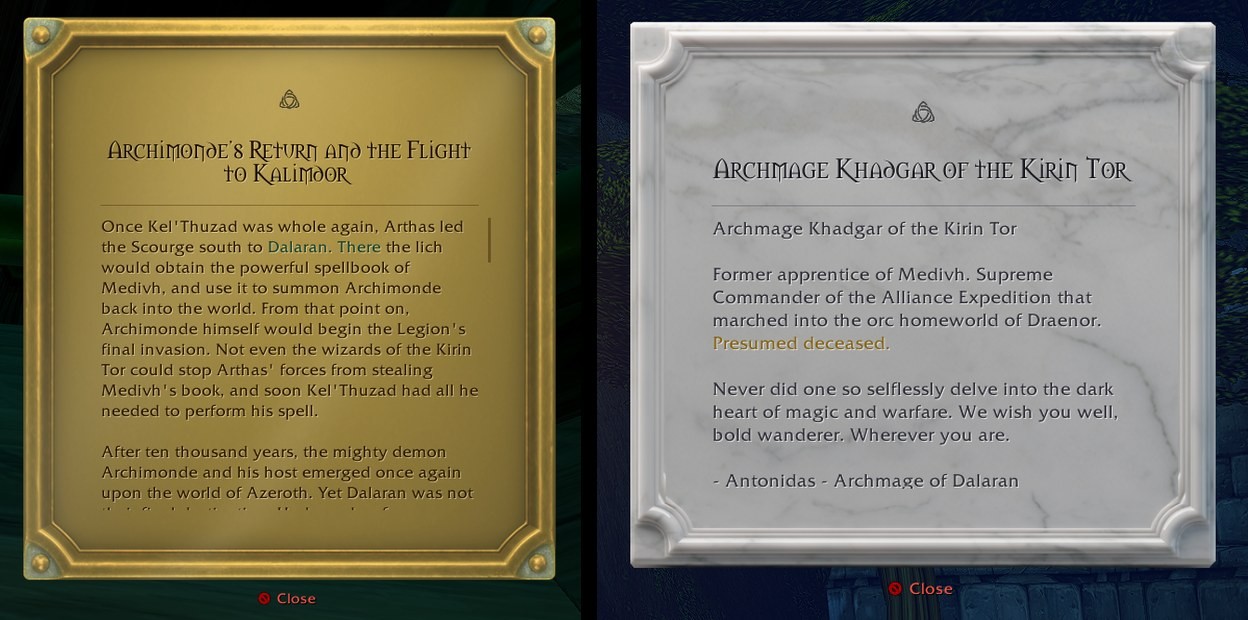 Archimonde's Return and the Flight
to Kalimdor
Once Kel'Thuzad was whole again, Arthas led
the Scourge south to Dalaran. There the lich
would obtain the powerful spellbook of
Medivh, and use it to summon Archimonde
back into the world. From that point on,
Archimonde himself would begin the Legion's
final invasion. Not even the wizards of the Kirin
Tor could stop Arthas' forces from stealing
Medivh's book, and soon Kel'Thuzad had all he
needed to perform his spell.
After ten thousand years, the mighty demon
Archimonde and his host emerged once again
upon the world of Azeroth. Yet Dalaran was not
Close
Archmage Khadgar of the Kirin Tor
Archmage Khadgar of the Kirin Tor
Former apprentice of Medivh. Supreme
Commander of the Alliance Expedition that
marched into the orc homeworld of Draenor.
Presumed deceased.
Never did one so selflessly delve into the dark
heart of magic and warfare. We wish you well,
bold wanderer. Wherever you are.
- Antonidas - Archmage of Dalaran
Close